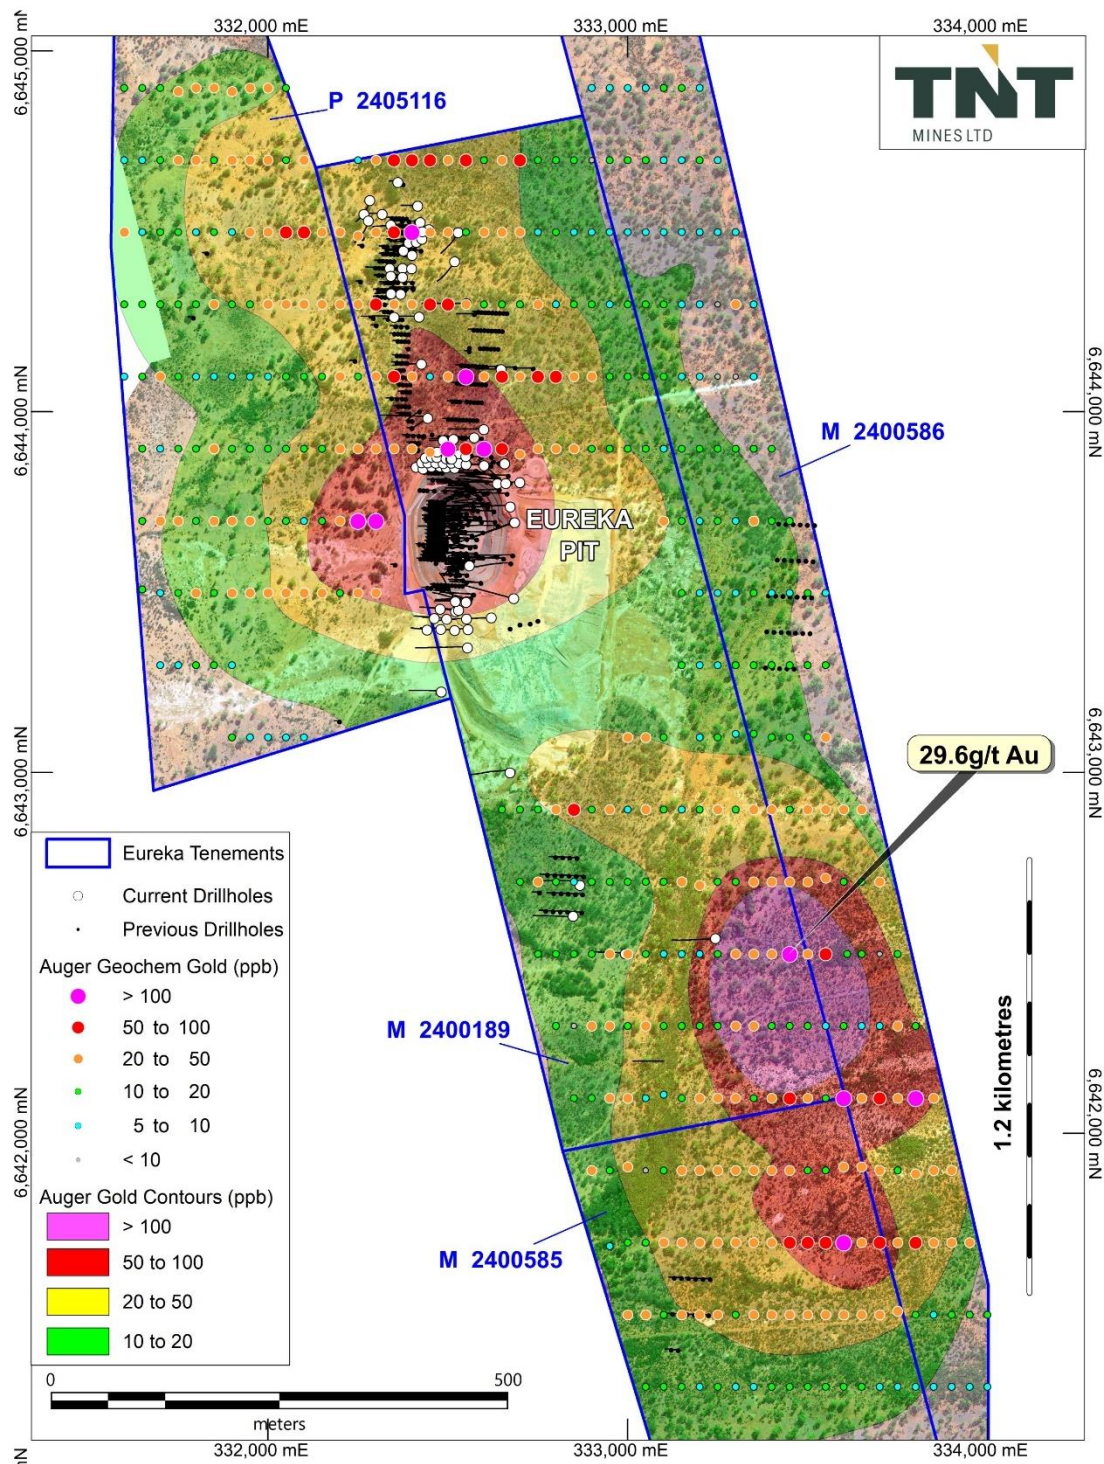 332,000 mE
333,000 mE
334,000 mE
6,645,000 mN
TNT
MINES LTD
P 2405116
6,644,000 mN
6,644,000 mN
M 2400586
EUREKA
PIT
6,643,000 mN
6,643,000 mN
29.6g/t Au
Eureka Tenements
Current Drillholes
Previous Drillholes
Auger Geochem Gold (ppb)
> 100
50 to 100
20 to 50
10 to 20
5 to 10
< 10
Auger Gold Contours (ppb)
> 100
50 to 100
20 to 50
10 to 20
M 2400189
M 2400585
1.2 kilometres
6,642,000 mN
6,642,000 mN
0
500
meters
332,000 mE
333,000 mE
334,000 mE
mN